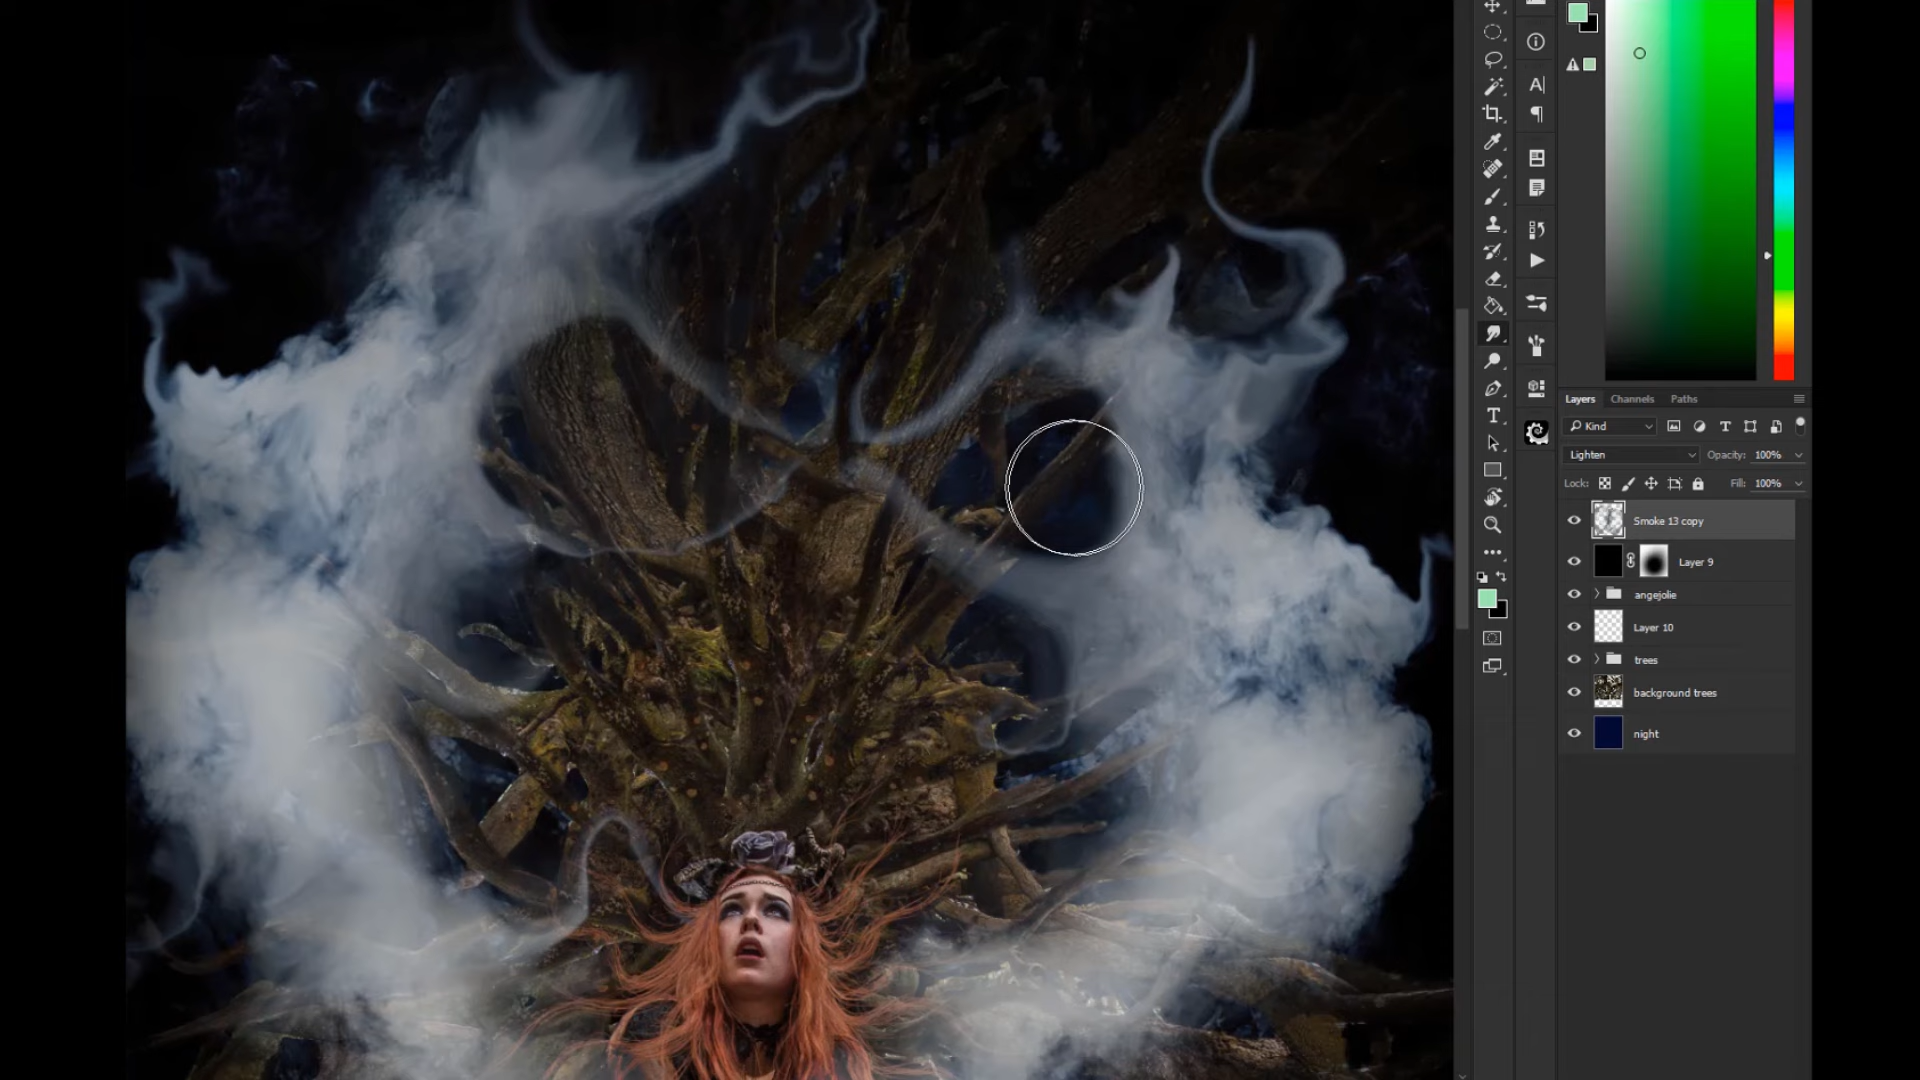 Layers Channels Paths
Kind
Lighten Opacity: 100%
Lock: Fill: 100%
Smoke 13 copy
Layer 9
angejolie
Layer 10
trees
background trees
night